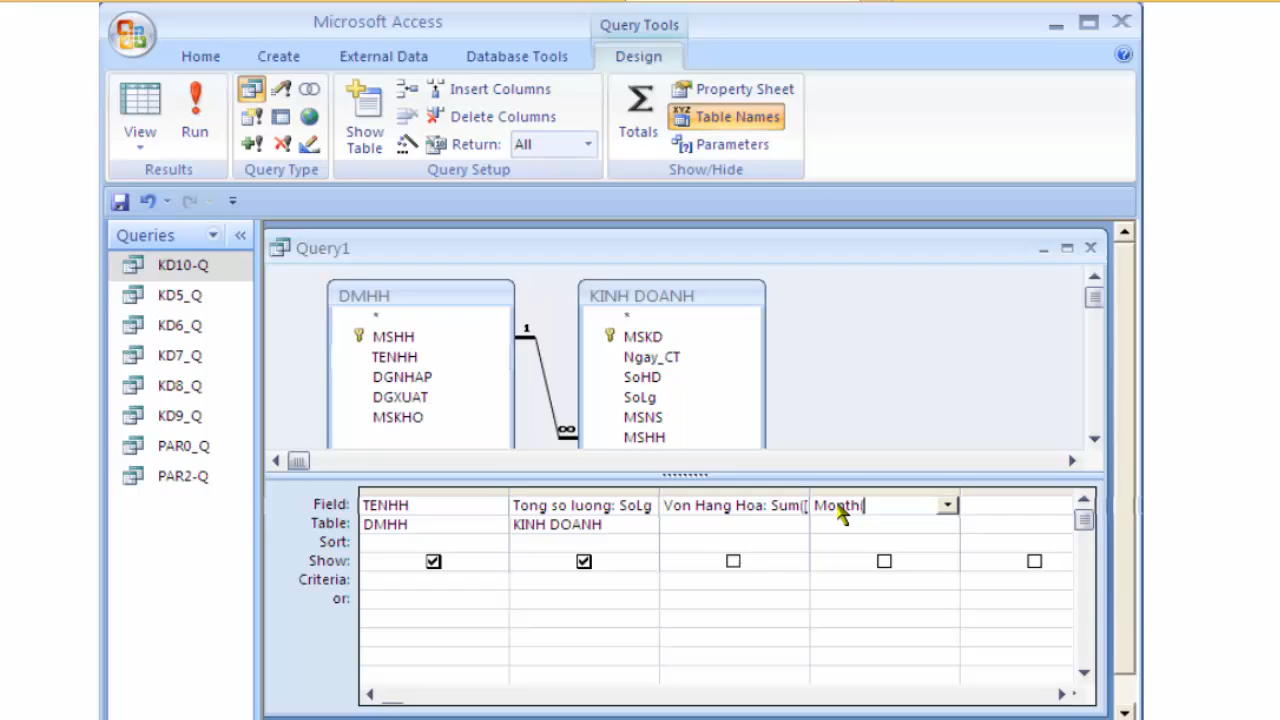 Microsoft Access
Query Tools
Home
Create
External Data
Database Tools
Design
View
Run
Results
Query Type
Show Table
Insert Columns
Delete Columns
Return: All
Query Setup
Σ
Totals
Property Sheet
XYZ Table Names
[?] Parameters
Show/Hide
Queries
KD10-Q
KD5_Q
KD6_Q
KD7_Q
KD8_Q
KD9_Q
PAR0_Q
PAR2-Q
Query1
DMHH
*
MSHH
TENHH
DGNHAP
DGXUAT
MSKHO
1
∞
KINH DOANH
*
MSKD
Ngay_CT
SoHD
SoLg
MSNS
MSHH
Field: TENHH Tong so luong: SoLg Von Hang Hoa: Sum([ Month(
Table: DMHH KINH DOANH
Sort:
Show:
Criteria:
or: